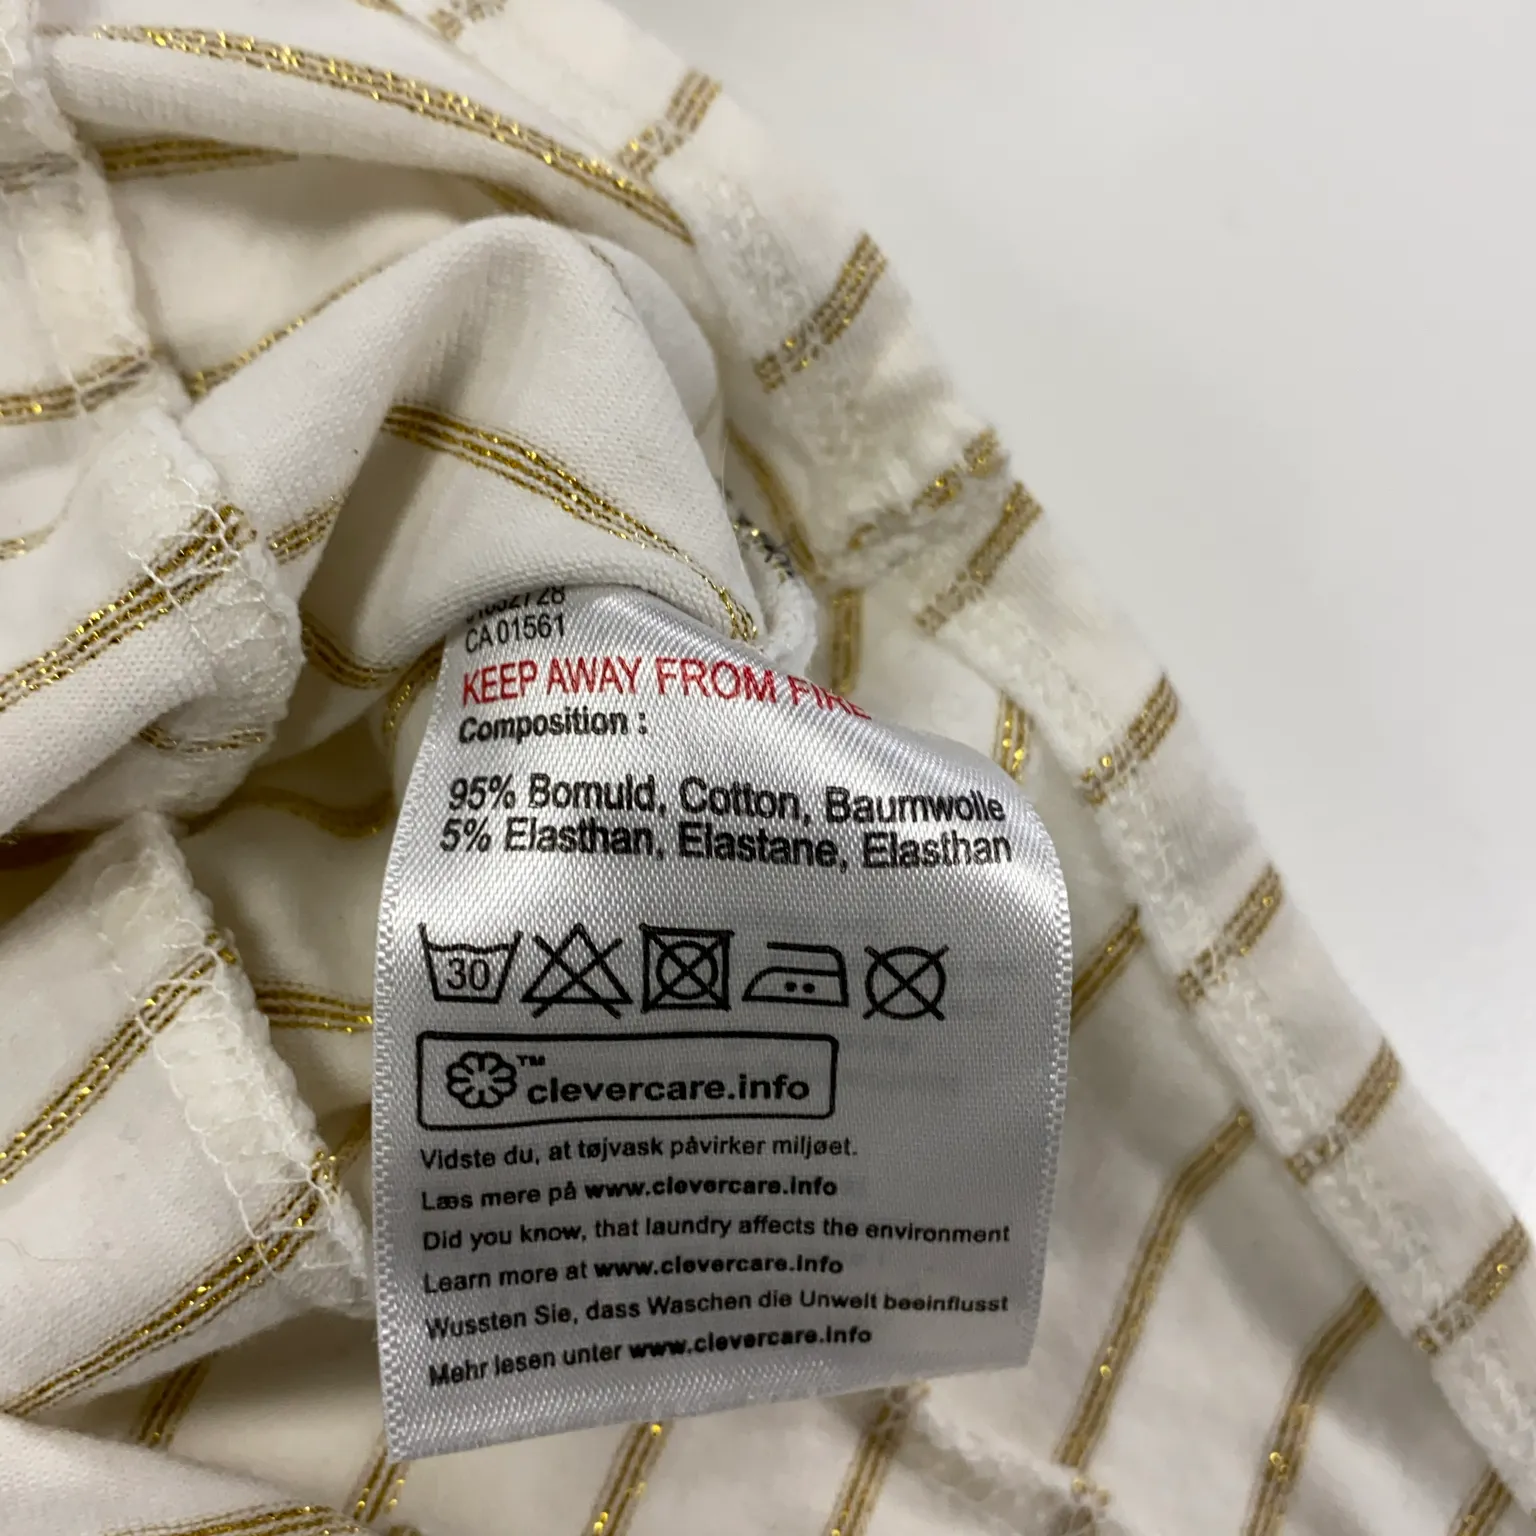 CA 01561
KEEP AWAY FROM FIRE
Composition :
95% Bomuld, Cotton, Baumwolle
5% Elasthan, Elastane, Elasthan
30
TM
clevercare.info
Vidste du, at tøjvask påvirker miljøet.
Læs mere på www.clevercare.info
Did you know, that laundry affects the environment
Learn more at www.clevercare.info
Wussten Sie, dass Waschen die Unwelt beeinflusst
Mehr lesen unter www.clevercare.info